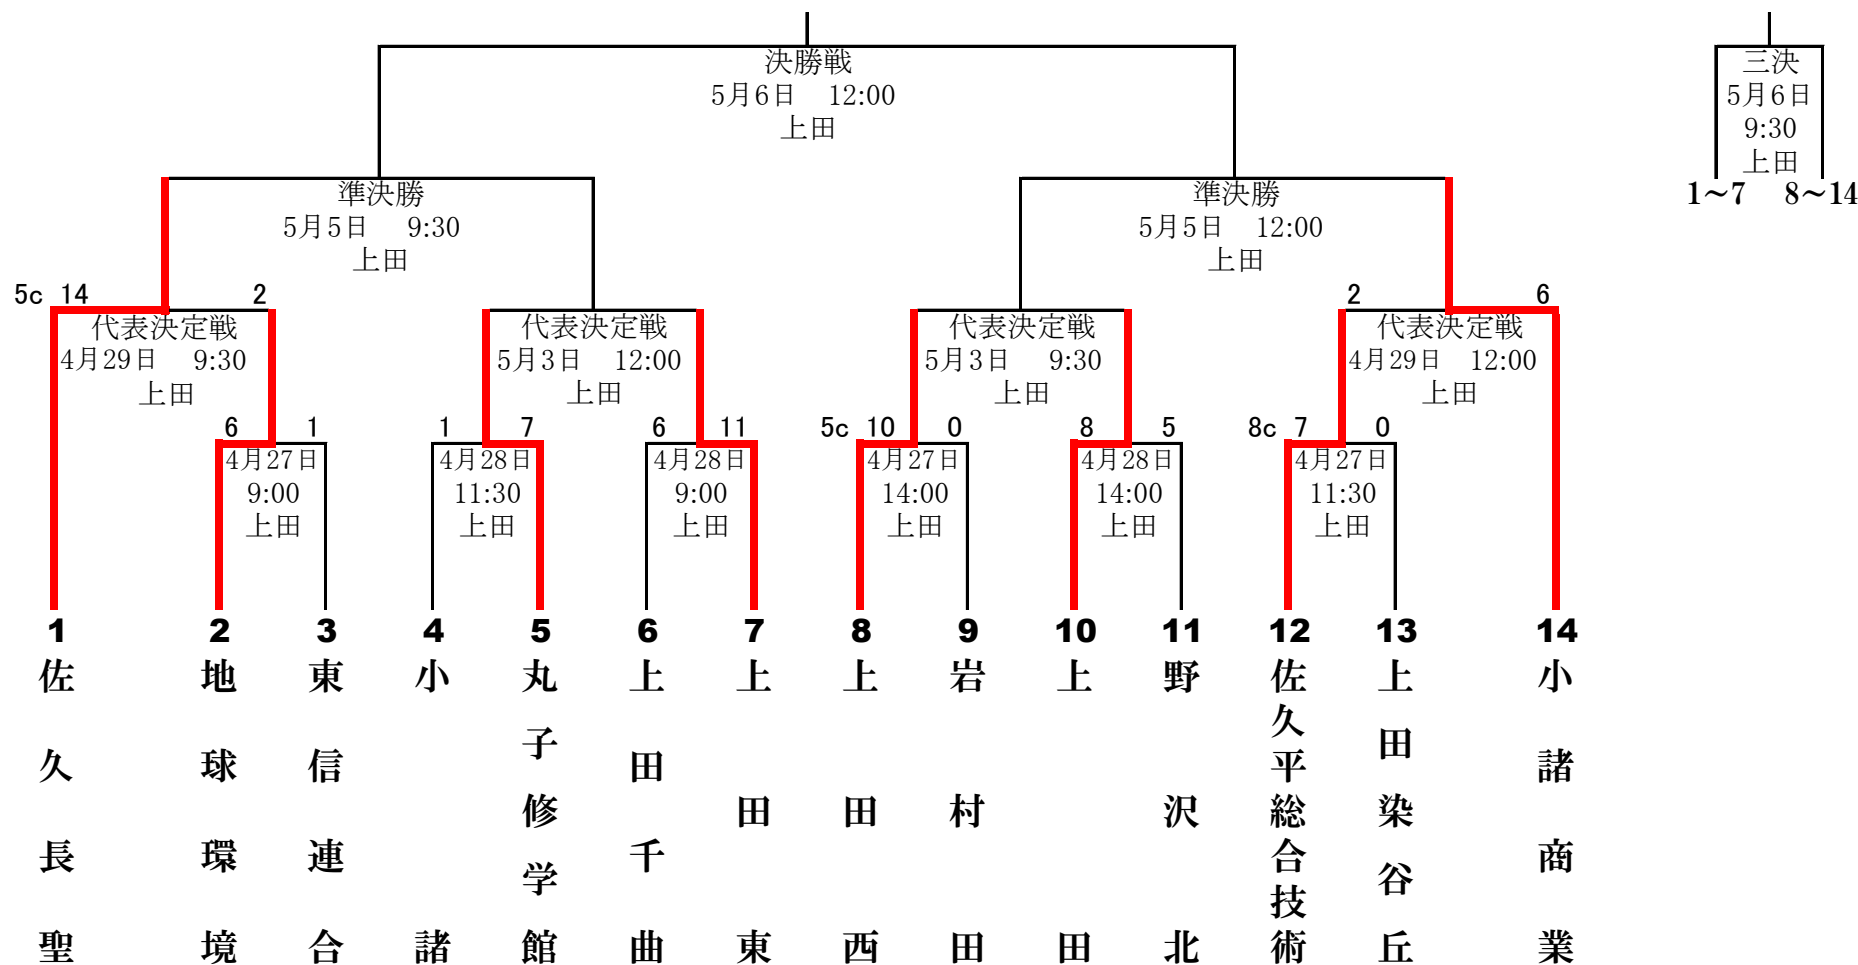 決勝戦
5月6日 12:00
上田
三決
5月6日
9:30
上田
1～7 8～14
準決勝
5月5日 9:30
上田
準決勝
5月5日 12:00
上田
5c 14 2
代表決定戦
4月29日 9:30
上田
代表決定戦
5月3日 12:00
上田
代表決定戦
5月3日 9:30
上田
2 6
代表決定戦
4月29日 12:00
上田
6 1
4月27日
9:00
上田
1 7
4月28日
11:30
上田
6 11
4月28日
9:00
上田
5c 10 0
4月27日
14:00
上田
8 5
4月28日
14:00
上田
8c 7 0
4月27日
11:30
上田
1
佐久長聖
2
地球環境
3
東信連合
4
小諸
5
丸子修学館
6
上田千曲
7
上田東
8
上田西
9
岩村田
10
上田
11
野沢北
12
佐久平総合技術
13
上田染谷丘
14
小諸商業